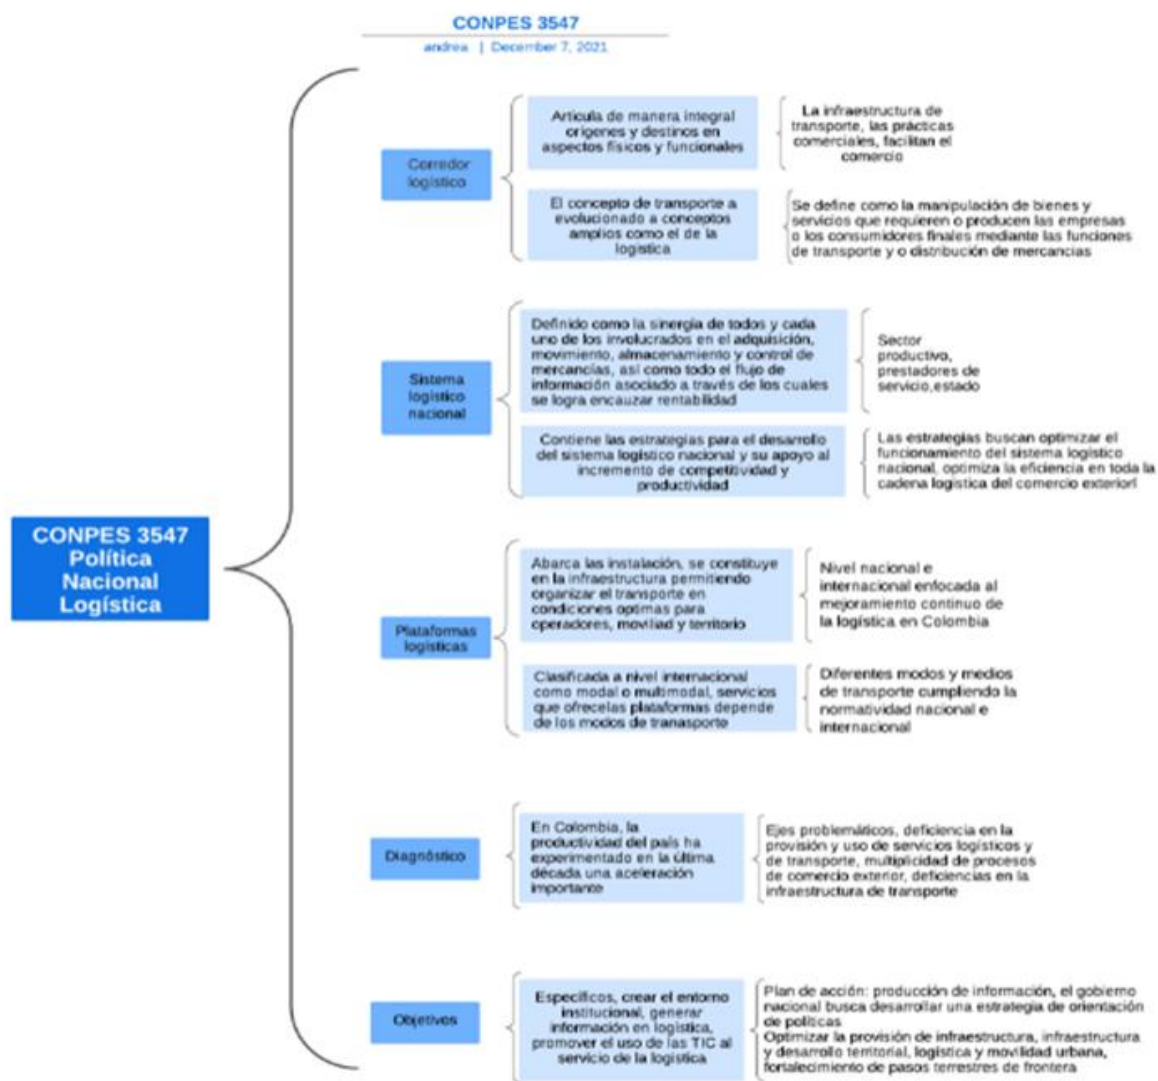 CONPES 3547
andrea | December 7, 2021
CONPES 3547
Política
Nacional
Logística
Corredor
logístico
Articula de manera integral
orígenes y destinos en
aspectos físicos y funcionales
La infraestructura de
transporte, las prácticas
comerciales, facilitan el
comercio
El concepto de transporte a
evolucionado a conceptos
amplios como el de la
logística
Se define como la manipulación de bienes y
servicios que requieren o producen las empresas
o los consumidores finales mediante las funciones
de transporte y o distribución de mercancias
Sistema
logístico
nacional
Definido como la sinergía de todos y cada
uno de los involucrados en el adquisición,
movimiento, almacenamiento y control de
mercancías, así como todo el flujo de
información asociado a través de los cuales
se logra encauzar rentabilidad
Sector
productivo,
prestadores de
servicio,estado
Contiene las estrategias para el desarrollo
del sistema logístico nacional y su apoyo al
incremento de competitividad y
productividad
Las estrategias buscan optimizar el
funcionamiento del sistema logístico
nacional, optimiza la eficiencia en toda la
cadena logística del comercio exteriorl
Plataformas
logísticas
Abarca las instalación, se constituye
en la infraestructura permitiendo
organizar el transporte en
condiciones optimas para
operadores, moviliad y territorio
Nivel nacional e
internacional enfocada al
mejoramiento continuo de
la logística en Colombia
Clasificada a nivel internacional
como modal o multimodal, servicios
que ofrecelas plataformas depende
de los modos de tranasporte
Diferentes modos y medios
de transporte cumpliendo la
normatividad nacional e
internacional
Diagnóstico
En Colombia, la
productividad del país ha
experimentado en la última
década una aceleración
importante
Ejes problemáticos, deficiencia en la
provisión y uso de servicios logísticos y
de transporte, multiplicidad de procesos
de comercio exterior, deficiencias en la
infraestructura de transporte
Objetivos
Específicos, crear el entorno
institucional, generar
información en logística,
promover el uso de las TIC al
servicio de la logística
Plan de acción: producción de información, el gobierno
nacional busca desarrollar una estrategia de orientación
de políticas
Optimizar la provisión de infraestructura, infraestructura
y desarrollo territorial, logística y movilidad urbana,
fortalecimiento de pasos terrestres de frontera